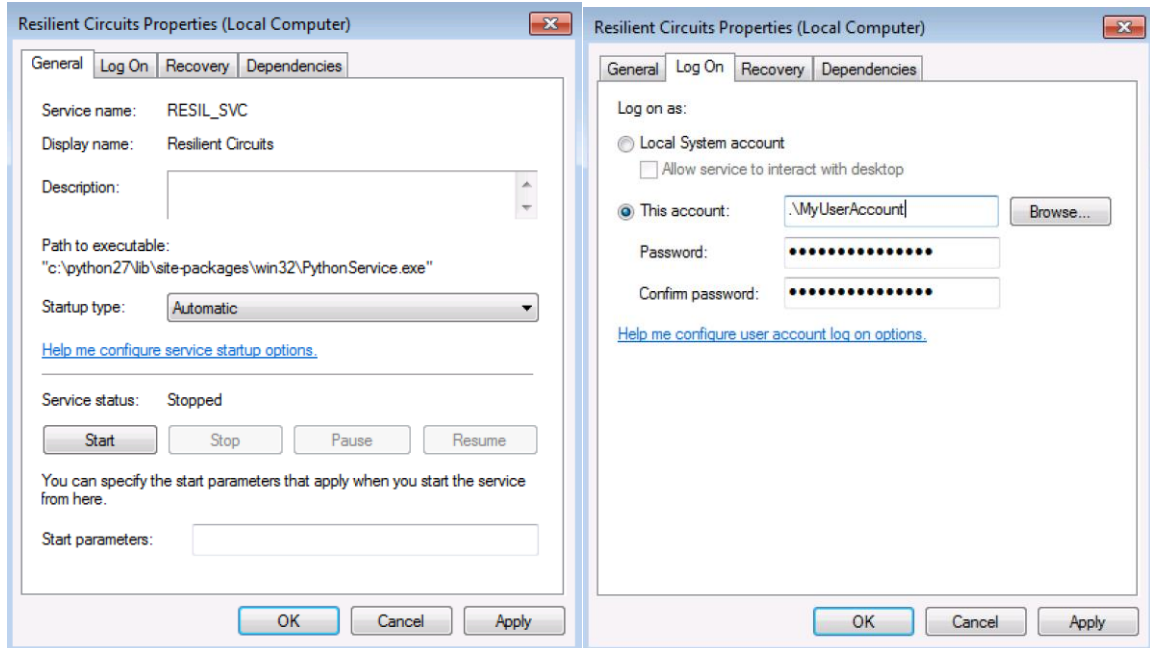 Resilient Circuits Properties (Local Computer)
General Log On Recovery Dependencies
Service name: RESIL_SVC
Display name: Resilient Circuits
Description:
Path to executable:
"c:\python27\lib\site-packages\win32\PythonService.exe"
Startup type: Automatic
Help me configure service startup options.
Service status: Stopped
Start Stop Pause Resume
You can specify the start parameters that apply when you start the service
from here.
Start parameters:
OK Cancel Apply
Resilient Circuits Properties (Local Computer)
General Log On Recovery Dependencies
Log on as:
Local System account
Allow service to interact with desktop
This account: .\MyUserAccount Browse...
Password: ●●●●●●●●●●●●●●●
Confirm password: ●●●●●●●●●●●●●●●
Help me configure user account log on options.
OK Cancel Apply